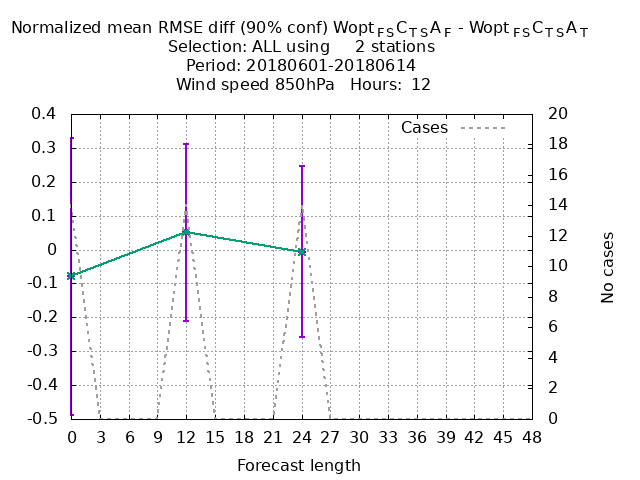 Normalized mean RMSE diff (90% conf) Wopt_FS C_TS A_F - Wopt_FS C_TS A_T
Selection: ALL using 2 stations
Period: 20180601-20180614
Wind speed 850hPa Hours: 12
Cases
0.4
0.3
0.2
0.1
0
-0.1
-0.2
-0.3
-0.4
-0.5
20
18
16
14
12
10
8
6
4
2
0
No cases
0 3 6 9 12 15 18 21 24 27 30 33 36 39 42 45 48
Forecast length